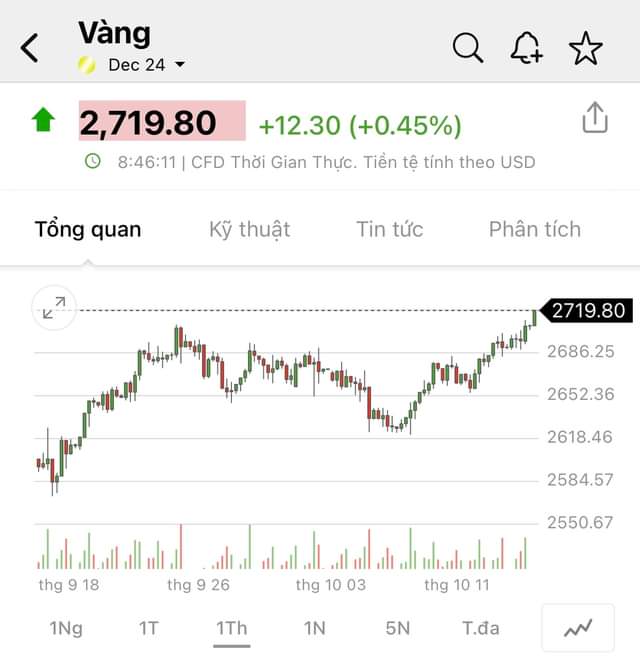 Vàng
Dec 24
2,719.80 +12.30 (+0.45%)
8:46:11 | CFD Thời Gian Thực. Tiền tệ tính theo USD
Tổng quan Kỹ thuật Tin tức Phân tích
2719.80
2686.25
2652.36
2618.46
2584.57
2550.67
thg 9 18 thg 9 26 thg 10 03 thg 10 11
1Ng 1T 1Th 1N 5N T.đa